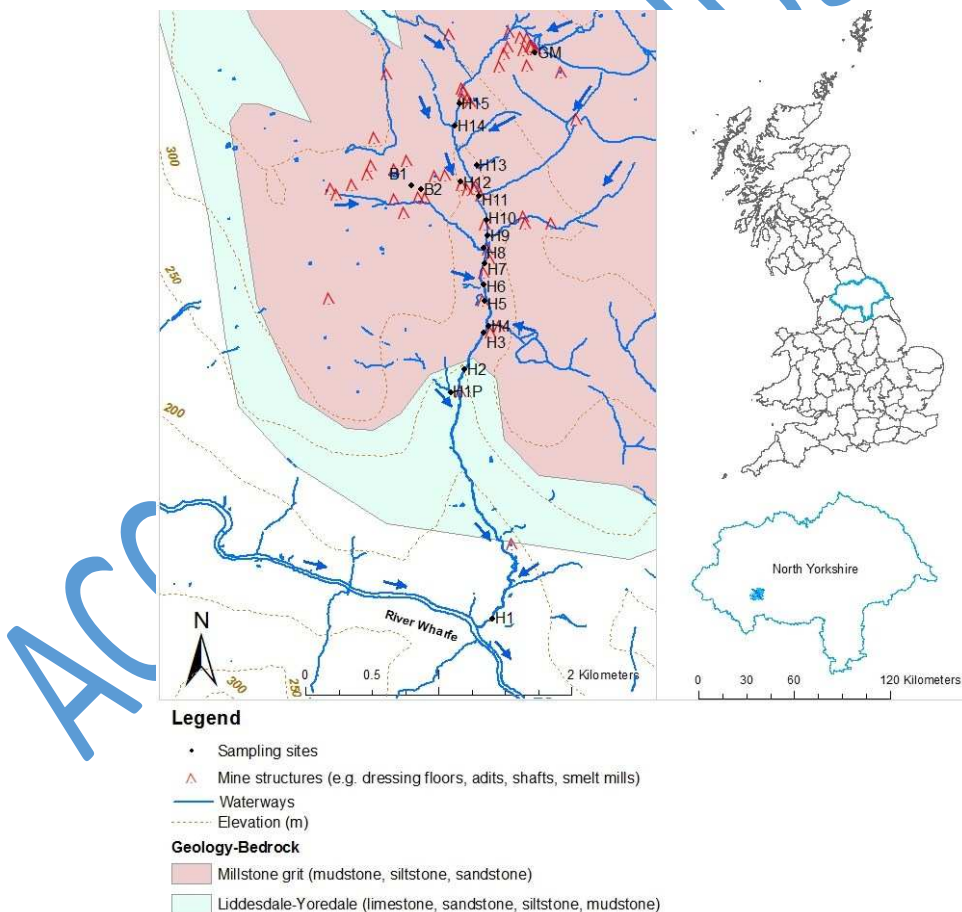 GM
H15
H14
300
H13
B1
H12
B2
H11
H10
H9
H8
250
H7
H6
H5
H4
H3
H2
H1P
200
North Yorkshire
H1
River Wharfe
N
300
250
0 0.5 1 2 Kilometers
0 30 60 120 Kilometers
Legend
Sampling sites
Mine structures (e.g. dressing floors, adits, shafts, smelt mills)
Waterways
Elevation (m)
Geology-Bedrock
Millstone grit (mudstone, siltstone, sandstone)
Liddesdale-Yoredale (limestone, sandstone, siltstone, mudstone)